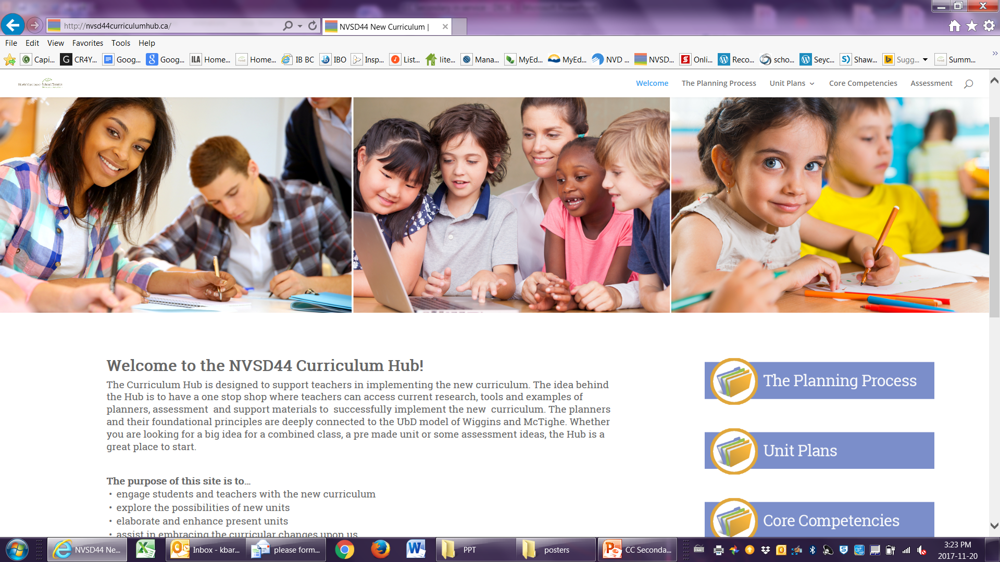 http://nvsd44curriculumhub.ca/
NVSD44 New Curriculum |
File Edit View Favorites Tools Help
Capi... CR4Y... Goog... Goog... ILA Home... Home... IB BC IBO Insp... List... lite... Mana... MyEd... MyEd... NVD ... NVSD... Onli... Reco... scho... Seyc... Shaw... Sugg... Summ...
North Vancouver School District
Welcome The Planning Process Unit Plans Core Competencies Assessment
Welcome to the NVSD44 Curriculum Hub!
The Curriculum Hub is designed to support teachers in implementing the new curriculum. The idea behind
the Hub is to have a one stop shop where teachers can access current research, tools and examples of
planners, assessment and support materials to successfully implement the new curriculum. The planners
and their foundational principles are deeply connected to the UbD model of Wiggins and McTighe. Whether
you are looking for a big idea for a combined class, a pre made unit or some assessment ideas, the Hub is a
great place to start.
The purpose of this site is to...
• engage students and teachers with the new curriculum
• explore the possibilities of new units
• elaborate and enhance present units
• assist in embracing the curricular changes upon us
The Planning Process
Unit Plans
Core Competencies
NVSD44 Ne... Inbox - kbar... please form... PPT posters CC Seconda...
3:23 PM
2017-11-20